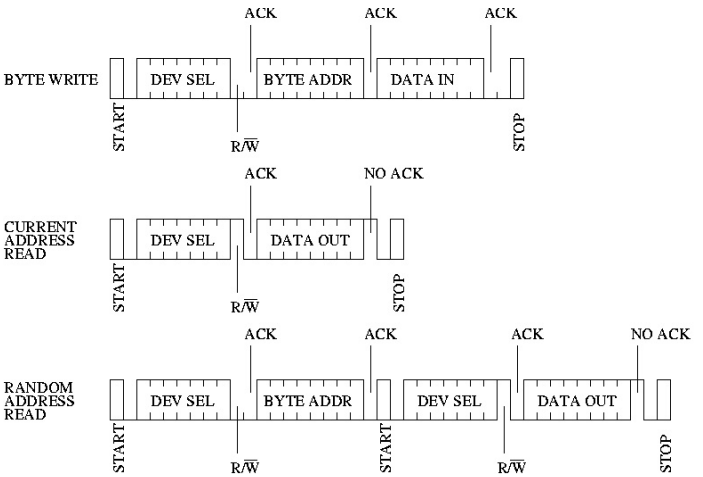 ACK ACK ACK
BYTE WRITE DEV SEL BYTE ADDR DATA IN
START STOP
R/W̅
ACK NO ACK
CURRENT
ADDRESS DEV SEL DATA OUT
READ
START STOP
R/W̅
ACK ACK ACK NO ACK
RANDOM
ADDRESS DEV SEL BYTE ADDR DEV SEL DATA OUT
READ
START START STOP
R/W̅ R/W̅